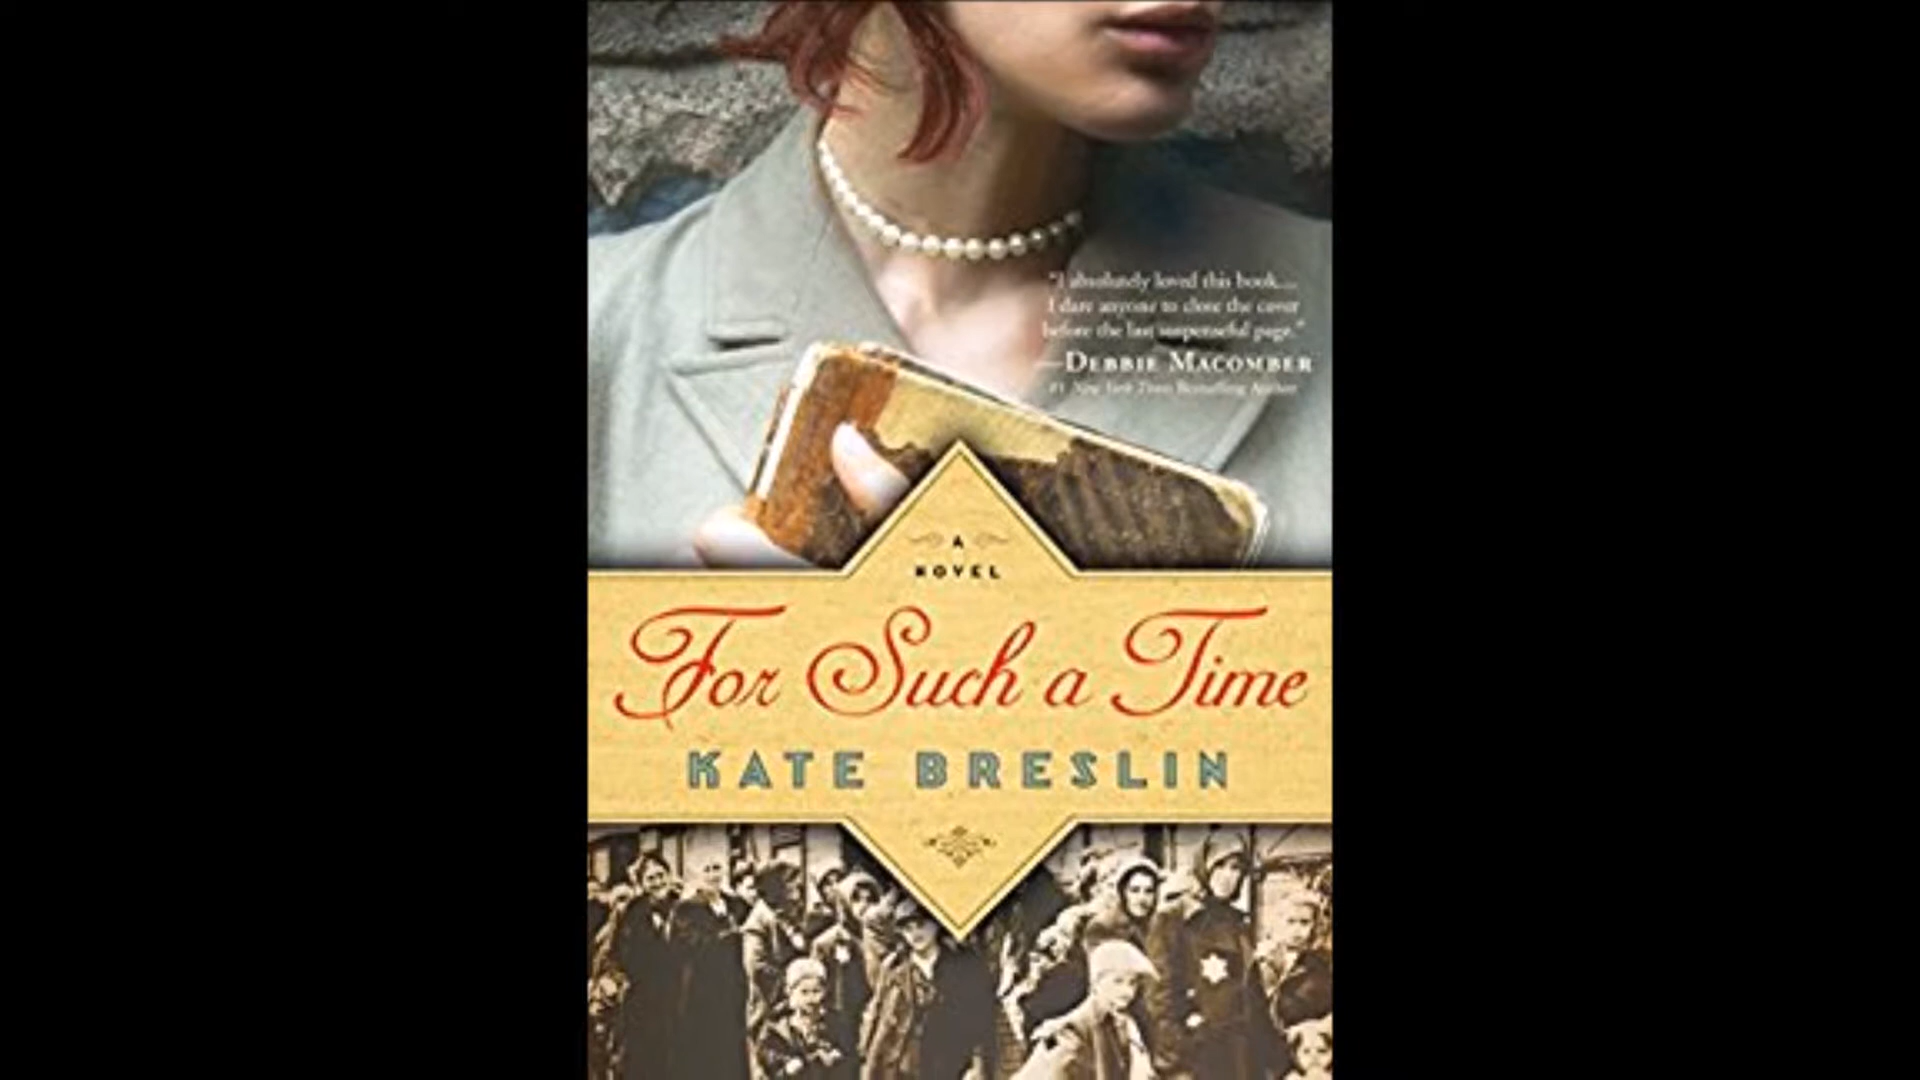 "I absolutely loved this book....
I dare anyone to close the cover
before the last suspenseful page."
—DEBBIE MACOMBER
#1 New York Times Bestselling Author
A
NOVEL
For Such a Time
KATE BRESLIN